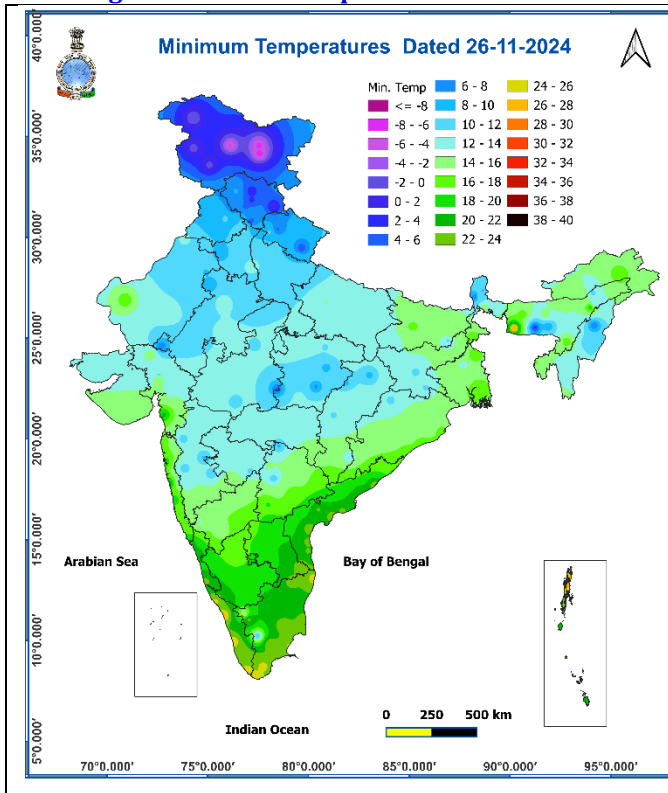 Minimum Temperatures Dated 26-11-2024
Min. Temp
<= -8
-8 - -6
-6 - -4
-4 - -2
-2 - 0
0 - 2
2 - 4
4 - 6
6 - 8
8 - 10
10 - 12
12 - 14
14 - 16
16 - 18
18 - 20
20 - 22
22 - 24
24 - 26
26 - 28
28 - 30
30 - 32
32 - 34
34 - 36
36 - 38
38 - 40
40°0.000'
35°0.000'
30°0.000'
25°0.000'
20°0.000'
15°0.000'
10°0.000'
5°0.000'
Arabian Sea
Bay of Bengal
Indian Ocean
0 250 500 km
70°0.000' 75°0.000' 80°0.000' 85°0.000' 90°0.000' 95°0.000'